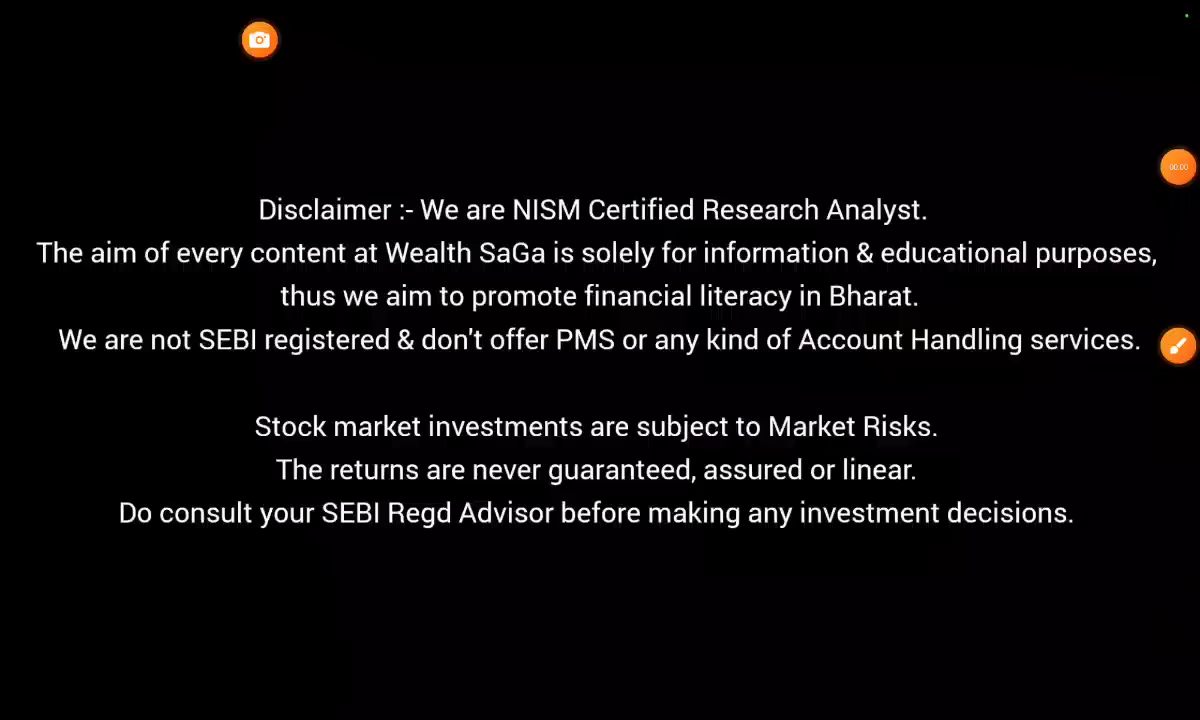 00:00
Disclaimer :- We are NISM Certified Research Analyst.
The aim of every content at Wealth SaGa is solely for information & educational purposes,
thus we aim to promote financial literacy in Bharat.
We are not SEBI registered & don't offer PMS or any kind of Account Handling services.
Stock market investments are subject to Market Risks.
The returns are never guaranteed, assured or linear.
Do consult your SEBI Regd Advisor before making any investment decisions.